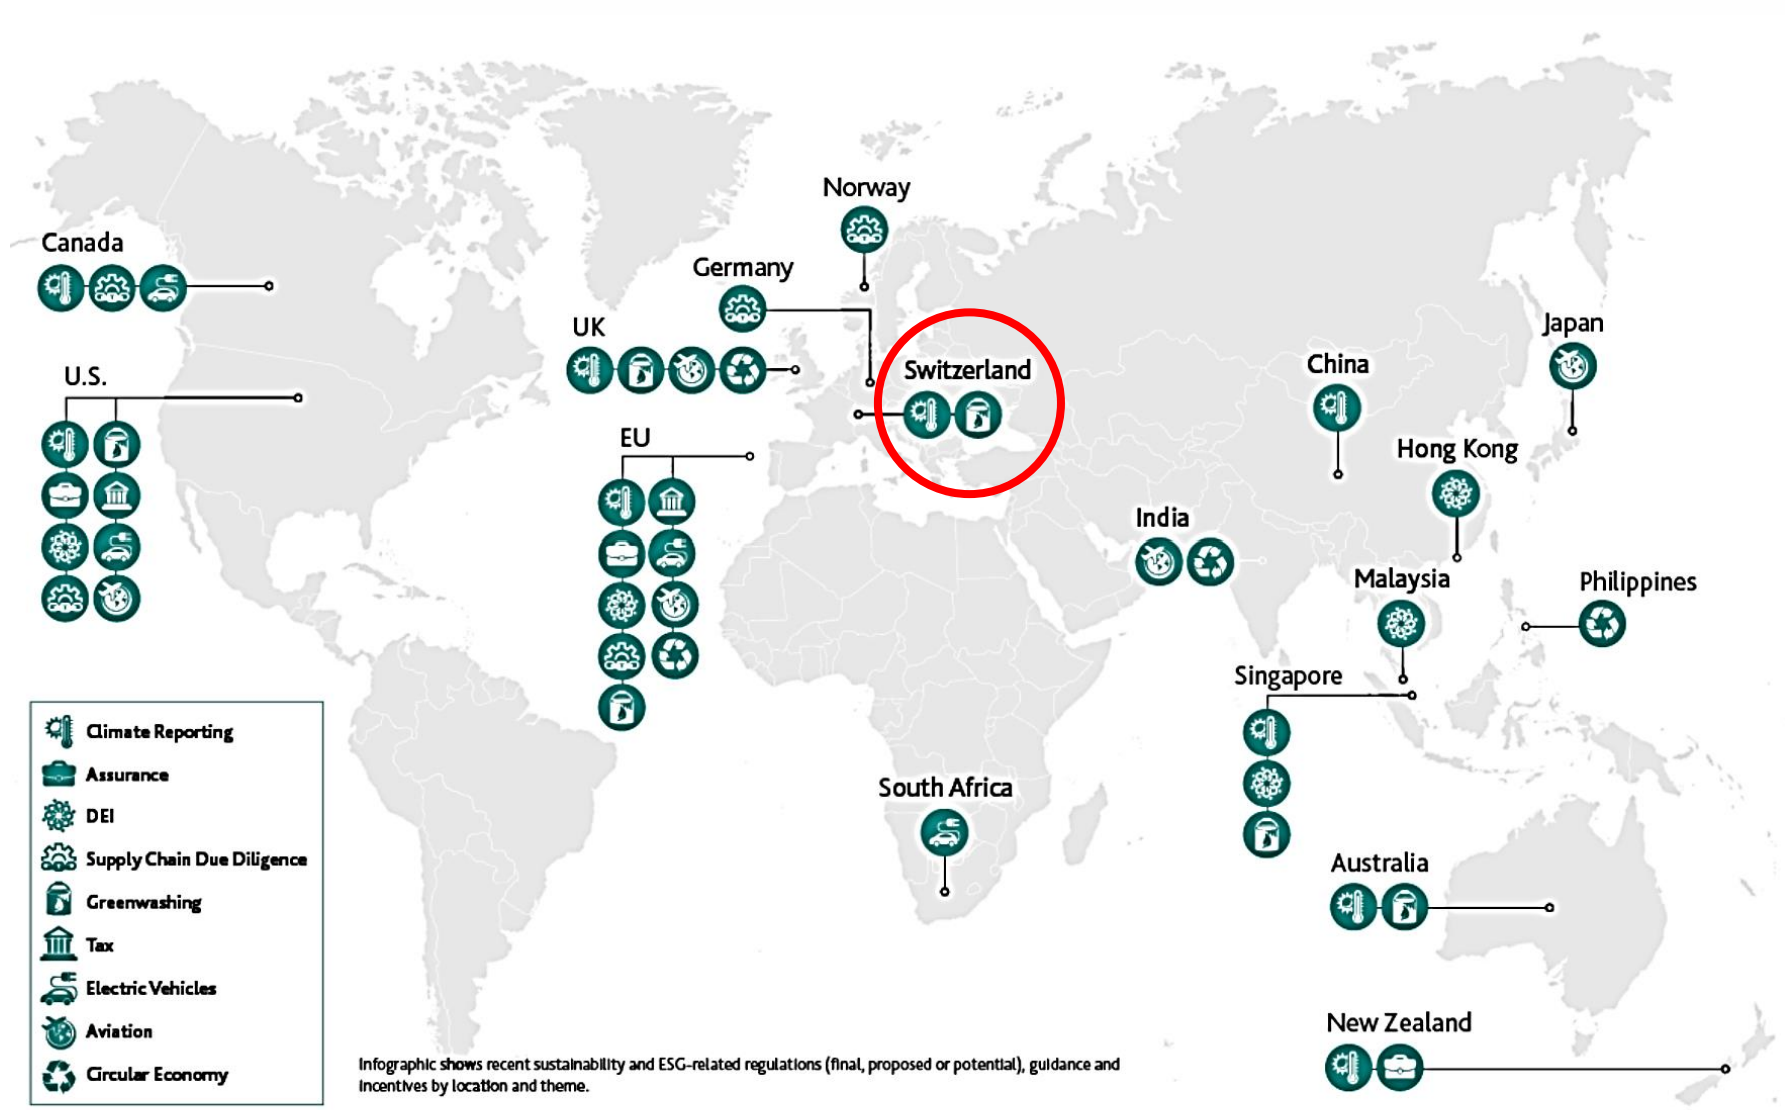 Norway
Canada
Germany
UK
Japan
U.S.
Switzerland
China
EU
Hong Kong
India
Malaysia
Philippines
Singapore
South Africa
Australia
New Zealand
Climate Reporting
Assurance
DEI
Supply Chain Due Diligence
Greenwashing
Tax
Electric Vehicles
Aviation
Circular Economy
Infographic shows recent sustainability and ESG-related regulations (final, proposed or potential), guidance and
incentives by location and theme.